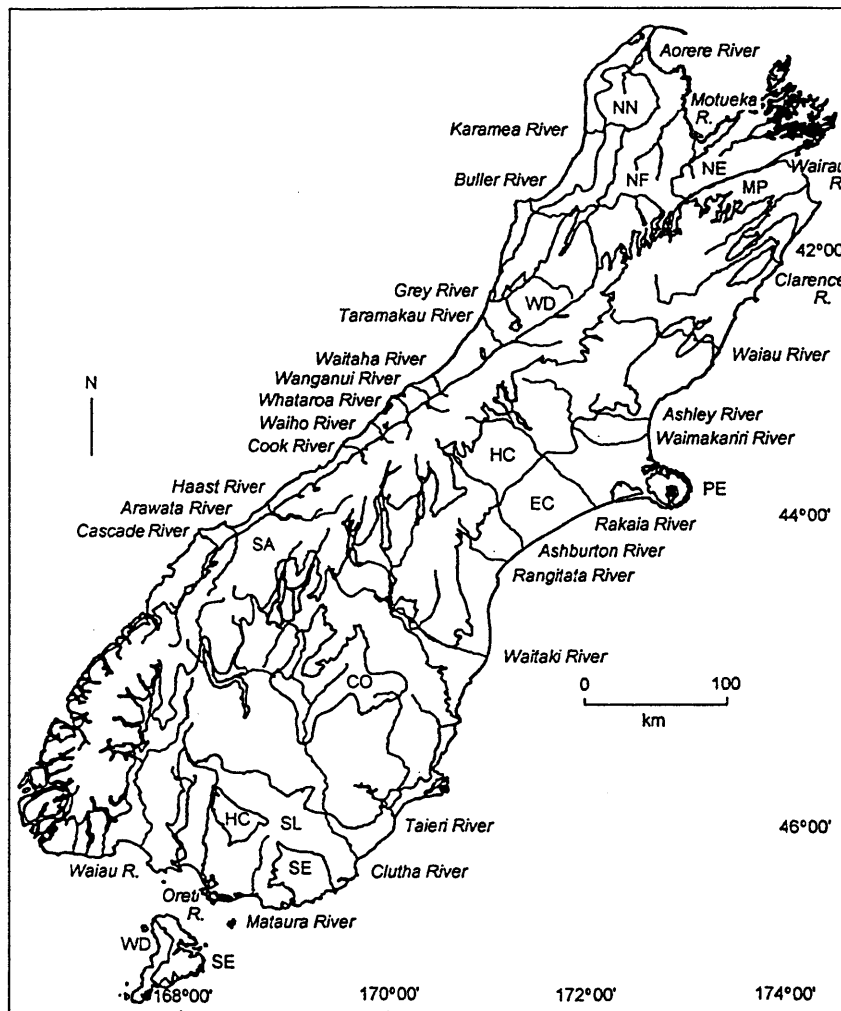 Aorere River
NN
Motueka
R.
Karamea River
NE
Wairau
R
Buller River
NF
MP
42°00'
Clarence
R.
Grey River
WD
Taramakau River
Waitaha River
Waiau River
Wanganui River
N
Whataroa River
Ashley River
Waiho River
Waimakariri River
Cook River
HC
Haast River
PE
EC
Arawata River
Rakaia River
44°00'
Cascade River
SA
Ashburton River
Rangitata River
Waitaki River
CO
0 100
km
HC
SL
Taieri River
46°00'
SE
Waiau R.
Clutha River
Oreti
R.
Mataura River
WD
SE
168°00' 170°00' 172°00' 174°00'